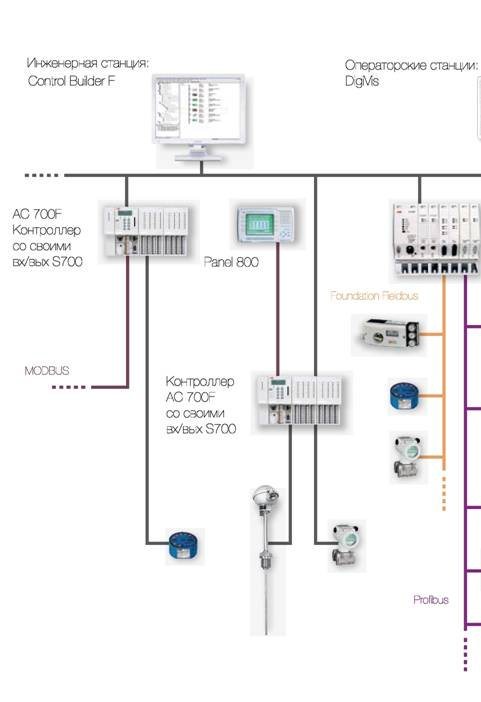 Инженерная станция:
Control Builder F
Операторские станции:
DigiVis
AC 700F
Контроллер
со своими
вх/вых S700
Panel 800
Foundation Fieldbus
MODBUS
Контроллер
AC 700F
со своими
вх/вых S700
Profibus